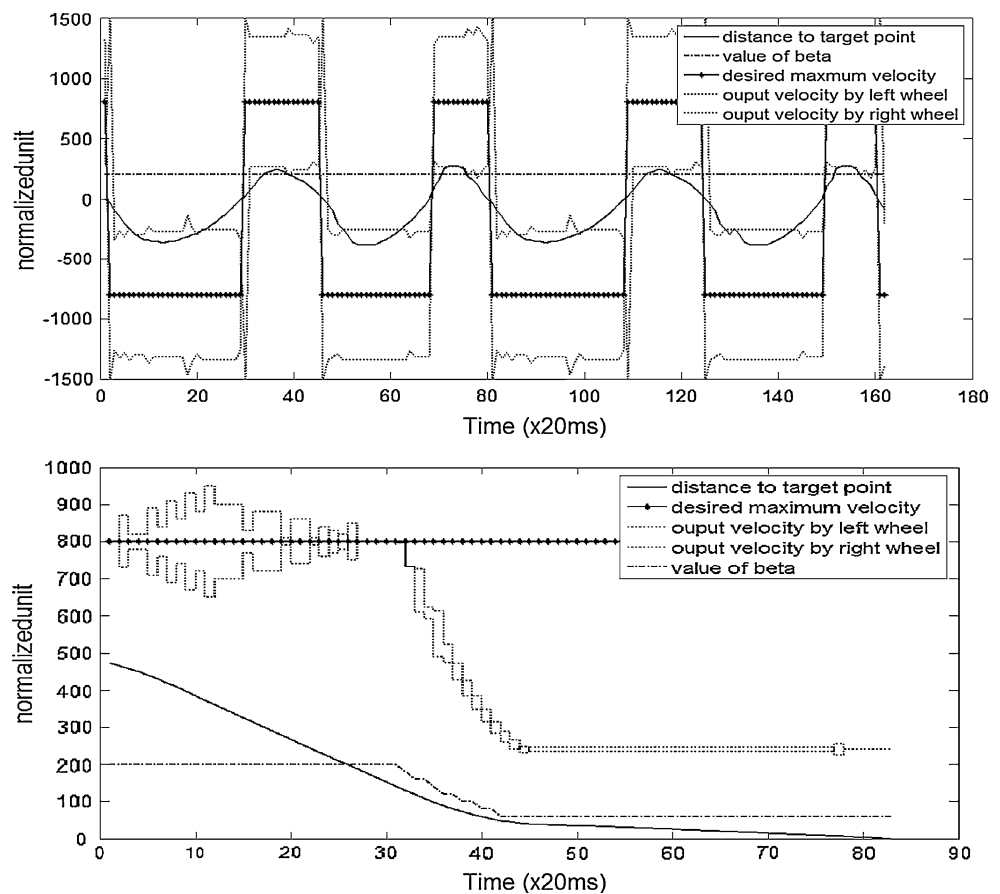 1500
1000
500
0
-500
-1000
-1500
normalizedunit
distance to target point
value of beta
desired maxmum velocity
ouput velocity by left wheel
ouput velocity by right wheel
0 20 40 60 80 100 120 140 160 180
Time (x20ms)
1000
900
800
700
600
500
400
300
200
100
0
normalizedunit
distance to target point
desired maximum velocity
ouput velocity by left wheel
ouput velocity by right wheel
value of beta
0 10 20 30 40 50 60 70 80 90
Time (x20ms)